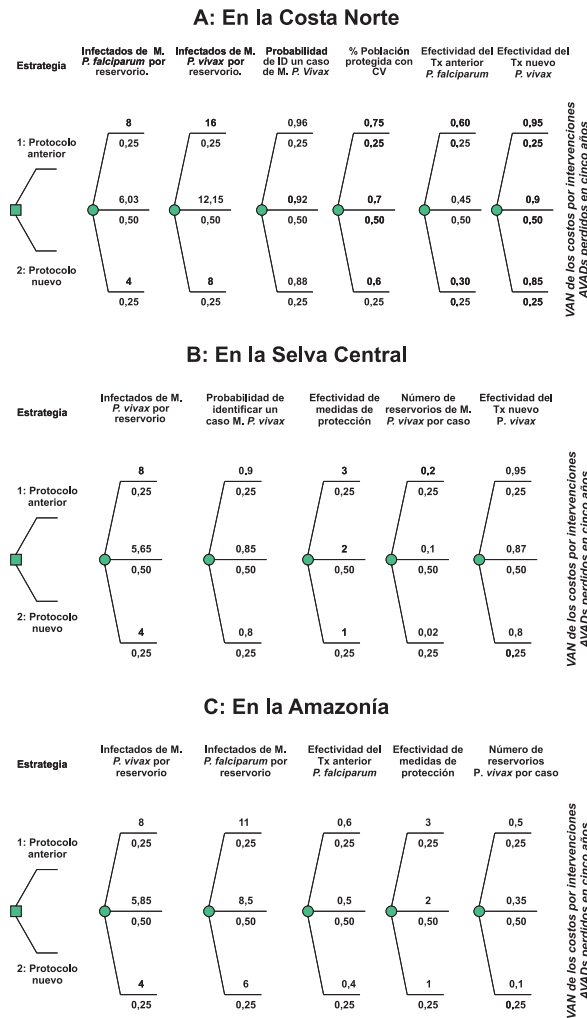 A: En la Costa Norte
Estrategia
Infectados de M.
P. falciparum por
reservorio.
Infectados de M.
P. vivax por
reservorio.
Probabilidad
de ID un caso
de M. P. Vivax
% Población
protegida con
CV
Efectividad del
Tx anterior
P. falciparum
Efectividad del
Tx nuevo
P. vivax
8 16 0,96 0,75 0,60 0,95
1: Protocolo
anterior
0,25 0,25 0,25 0,25 0,25 0,25
6,03 12,15 0,92 0,7 0,45 0,9
0,50 0,50 0,50 0,50 0,50 0,50
2: Protocolo
nuevo
4 8 0,88 0,6 0,30 0,85
0,25 0,25 0,25 0,25 0,25 0,25
VAN de los costos por intervenciones
AVADs perdidos en cinco años
B: En la Selva Central
Estrategia
Infectados de M.
P. vivax por
reservorio
Probabilidad de
identificar un
caso M. P. vivax
Efectividad de
medidas de
protección
Número de
reservorios de M.
P. vivax por caso
Efectividad del
Tx nuevo
P. vivax
8 0,9 3 0,2 0,95
1: Protocolo
anterior
0,25 0,25 0,25 0,25 0,25
5,65 0,85 2 0,1 0,87
0,50 0,50 0,50 0,50 0,50
2: Protocolo
nuevo
4 0,8 1 0,02 0,8
0,25 0,25 0,25 0,25 0,25
VAN de los costos por intervenciones
AVADs perdidos en cinco años
C: En la Amazonía
Estrategia
Infectados de M.
P. vivax por
reservorio
Infectados de M.
P. falciparum por
reservorio
Efectividad del
Tx anterior
P. falciparum
Efectividad de
medidas de
protección
Número de
reservorios
P. vivax por caso
8 11 0,6 3 0,5
1: Protocolo
anterior
0,25 0,25 0,25 0,25 0,25
5,85 8,5 0,5 2 0,35
0,50 0,50 0,50 0,50 0,50
2: Protocolo
nuevo
4 6 0,4 1 0,1
0,25 0,25 0,25 0,25 0,25
VAN de los costos por intervenciones
AVADs perdidos en cinco años